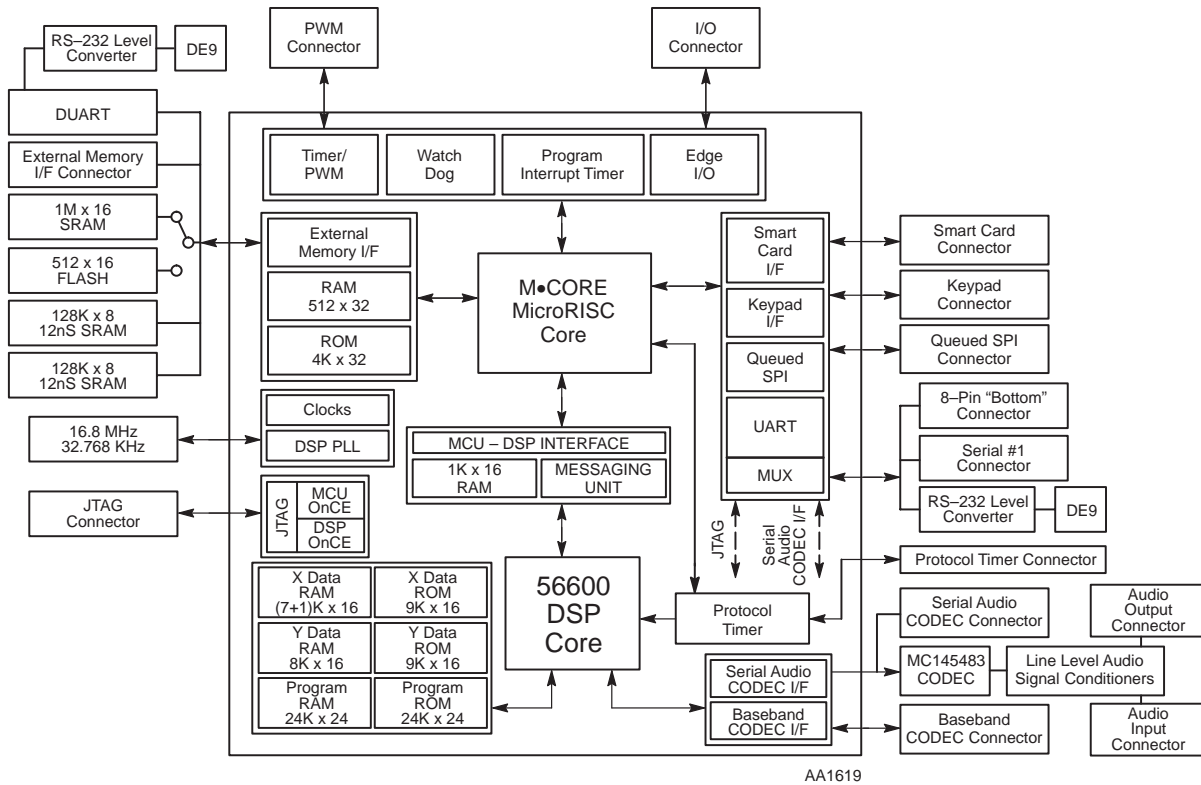 RS–232 Level
Converter
DE9
PWM
Connector
I/O
Connector
DUART
External Memory
I/F Connector
1M x 16
SRAM
512 x 16
FLASH
128K x 8
12nS SRAM
128K x 8
12nS SRAM
16.8 MHz
32.768 KHz
JTAG
Connector
Timer/
PWM
Watch
Dog
Program
Interrupt Timer
Edge
I/O
External
Memory I/F
RAM
512 x 32
ROM
4K x 32
Clocks
DSP PLL
JTAG
MCU
OnCE
DSP
OnCE
M•CORE
MicroRISC
Core
MCU – DSP INTERFACE
1K x 16
RAM
MESSAGING
UNIT
X Data
RAM
(7+1)K x 16
X Data
ROM
9K x 16
Y Data
RAM
8K x 16
Y Data
ROM
9K x 16
Program
RAM
24K x 24
Program
ROM
24K x 24
56600
DSP
Core
Smart
Card
I/F
Keypad
I/F
Queued
SPI
UART
MUX
JTAG
Serial
Audio
CODEC I/F
Protocol
Timer
Serial Audio
CODEC I/F
Baseband
CODEC I/F
Smart Card
Connector
Keypad
Connector
Queued SPI
Connector
8–Pin “Bottom”
Connector
Serial #1
Connector
RS–232 Level
Converter
DE9
Protocol Timer Connector
Serial Audio
CODEC Connector
Audio
Output
Connector
MC145483
CODEC
Line Level Audio
Signal Conditioners
Baseband
CODEC Connector
Audio
Input
Connector
AA1619